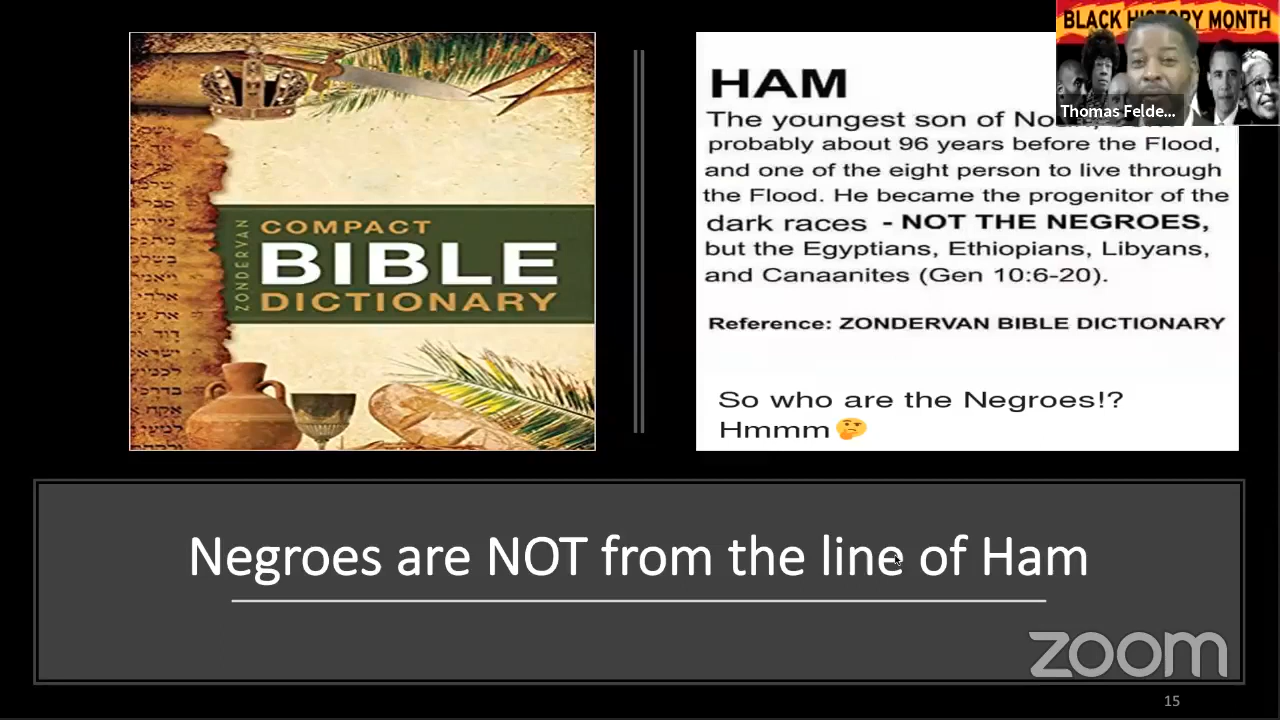 COMPACT
ZONDERVAN
BIBLE
DICTIONARY
HAM
The youngest son of
probably about 96 years before the Flood,
and one of the eight person to live through
the Flood. He became the progenitor of the
dark races - NOT THE NEGROES,
but the Egyptians, Ethiopians, Libyans,
and Canaanites (Gen 10:6-20).
Reference: ZONDERVAN BIBLE DICTIONARY
So who are the Negroes!?
Hmmm🤔
BLACK HISTORY MONTH
Thomas Felde...
Negroes are NOT from the line of Ham
zoom
15